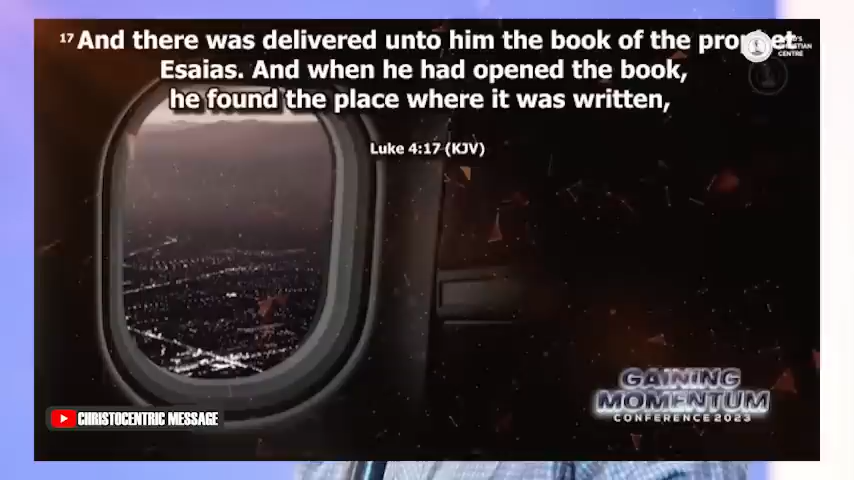 17 And there was delivered unto him the book of the prophet
Esaias. And when he had opened the book,
he found the place where it was written,
Luke 4:17 (KJV)
CHRISTIAN
CENTRE
GAINING
MOMENTUM
CONFERENCE 2023
CHRISTOCENTRIC MESSAGE